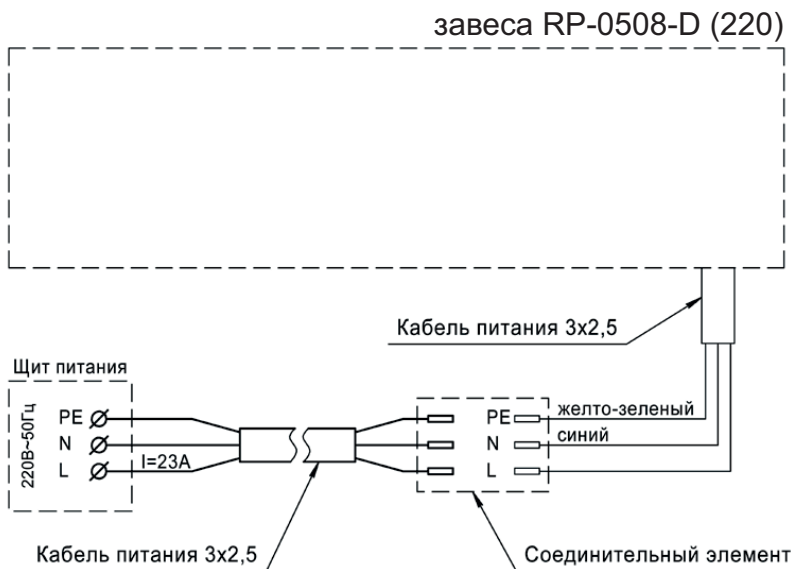 завеса RP-0508-D (220)
Кабель питания 3х2,5
Щит питания
220В~50Гц
PE
N
L
I=23А
PE
N
L
желто-зеленый
синий
Кабель питания 3х2,5
Соединительный элемент